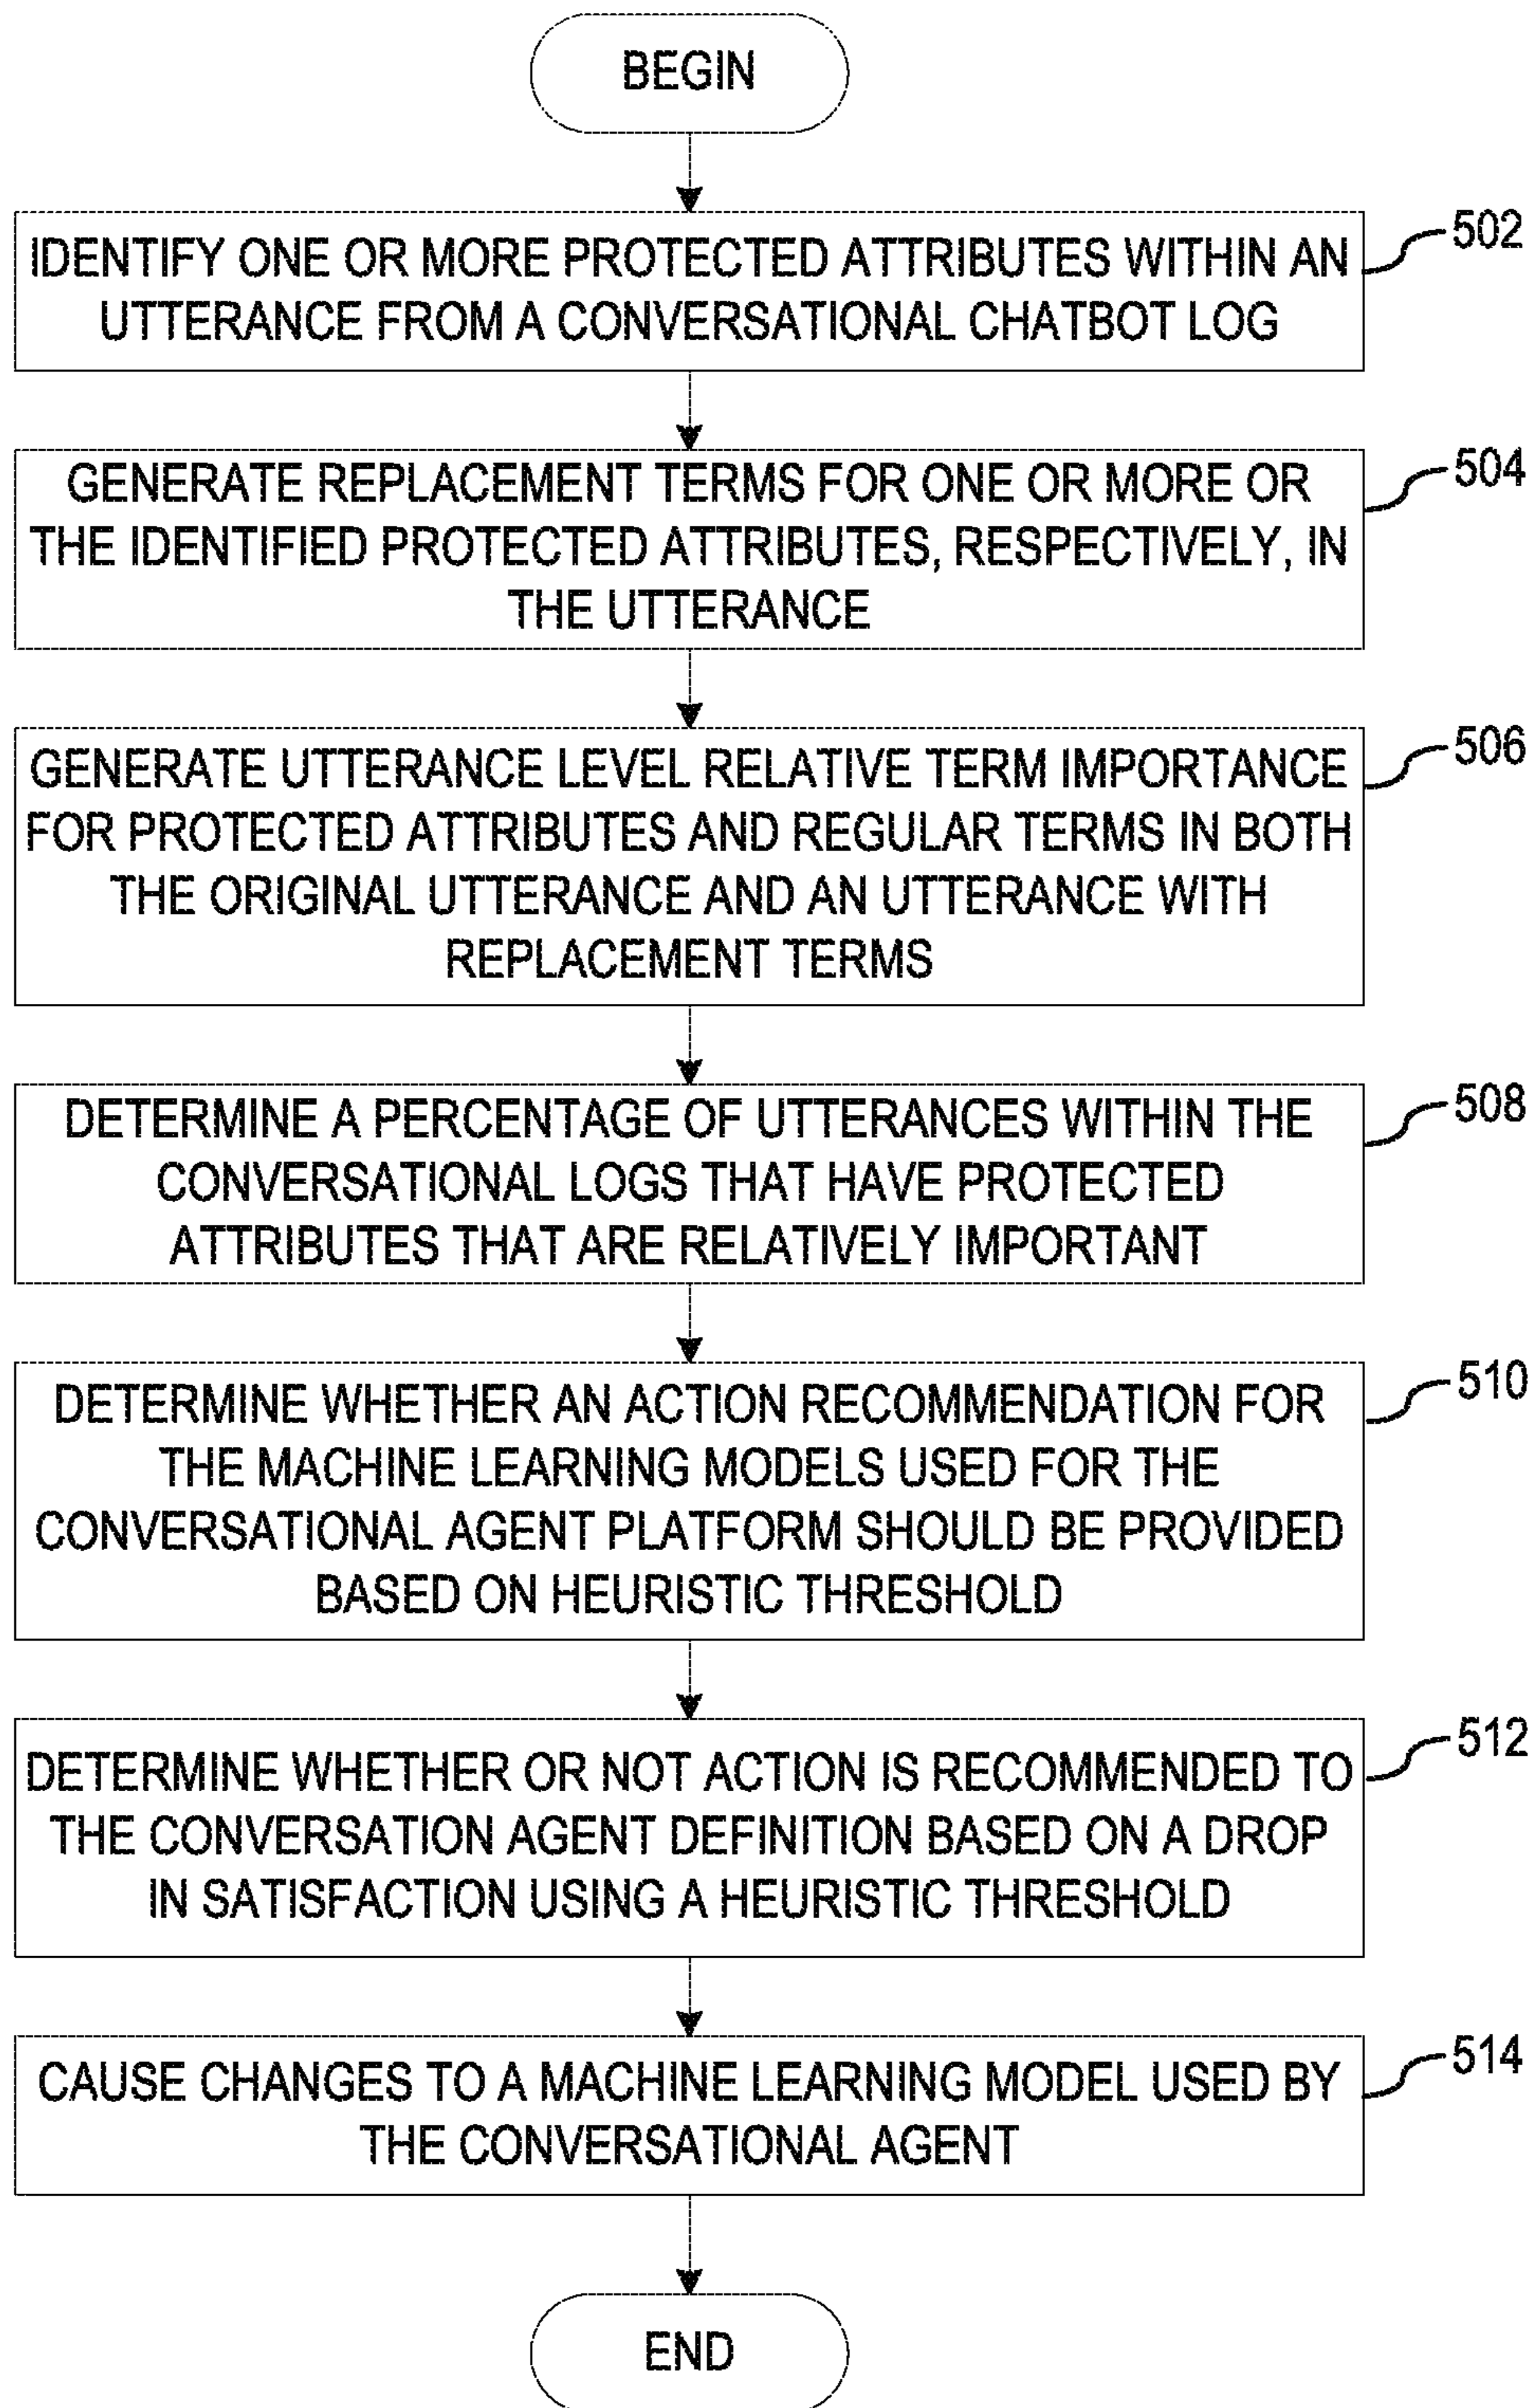 BEGIN
IDENTIFY ONE OR MORE PROTECTED ATTRIBUTES WITHIN AN
UTTERANCE FROM A CONVERSATIONAL CHATBOT LOG
502
GENERATE REPLACEMENT TERMS FOR ONE OR MORE OR
THE IDENTIFIED PROTECTED ATTRIBUTES, RESPECTIVELY, IN
THE UTTERANCE
504
GENERATE UTTERANCE LEVEL RELATIVE TERM IMPORTANCE
FOR PROTECTED ATTRIBUTES AND REGULAR TERMS IN BOTH
THE ORIGINAL UTTERANCE AND AN UTTERANCE WITH
REPLACEMENT TERMS
506
DETERMINE A PERCENTAGE OF UTTERANCES WITHIN THE
CONVERSATIONAL LOGS THAT HAVE PROTECTED
ATTRIBUTES THAT ARE RELATIVELY IMPORTANT
508
DETERMINE WHETHER AN ACTION RECOMMENDATION FOR
THE MACHINE LEARNING MODELS USED FOR THE
CONVERSATIONAL AGENT PLATFORM SHOULD BE PROVIDED
BASED ON HEURISTIC THRESHOLD
510
DETERMINE WHETHER OR NOT ACTION IS RECOMMENDED TO
THE CONVERSATION AGENT DEFINITION BASED ON A DROP
IN SATISFACTION USING A HEURISTIC THRESHOLD
512
CAUSE CHANGES TO A MACHINE LEARNING MODEL USED BY
THE CONVERSATIONAL AGENT
514
END